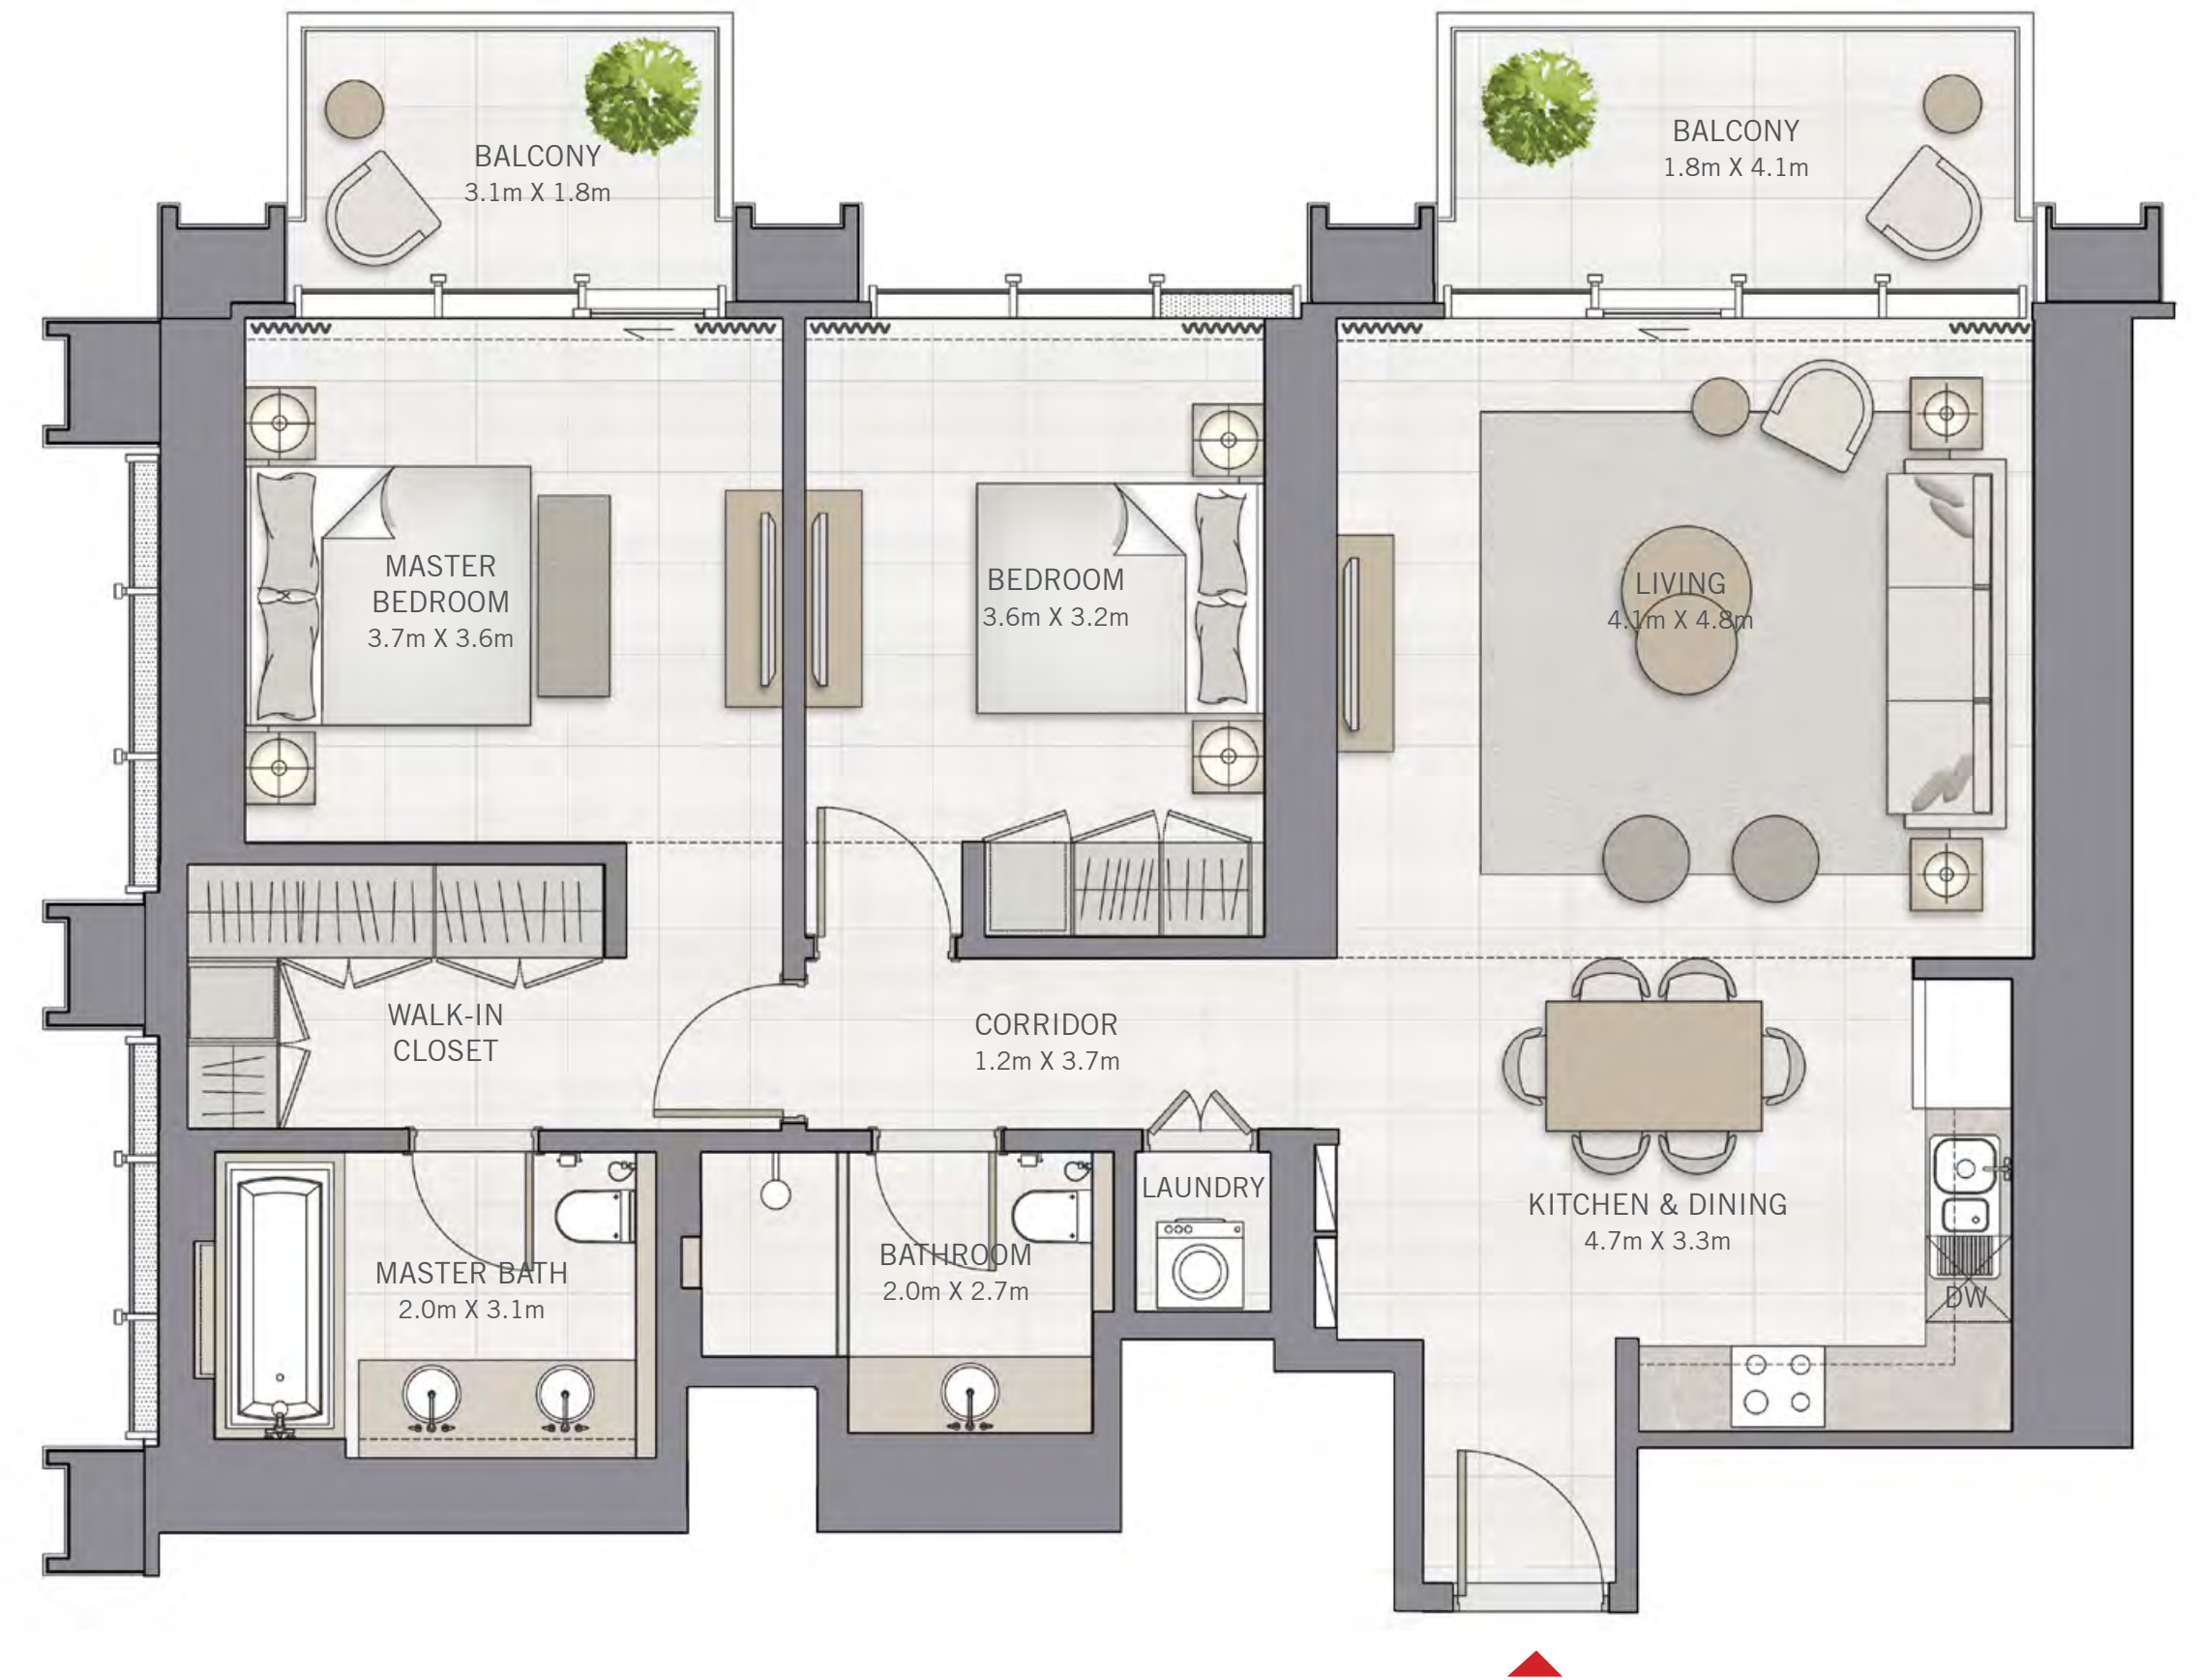 BALCONY
3.1m X 1.8m
BALCONY
1.8m X 4.1m
MASTER
BEDROOM
3.7m X 3.6m
BEDROOM
3.6m X 3.2m
LIVING
4.1m X 4.8m
WALK-IN
CLOSET
CORRIDOR
1.2m X 3.7m
LAUNDRY
KITCHEN & DINING
4.7m X 3.3m
MASTER BATH
2.0m X 3.1m
BATHROOM
2.0m X 2.7m
DW